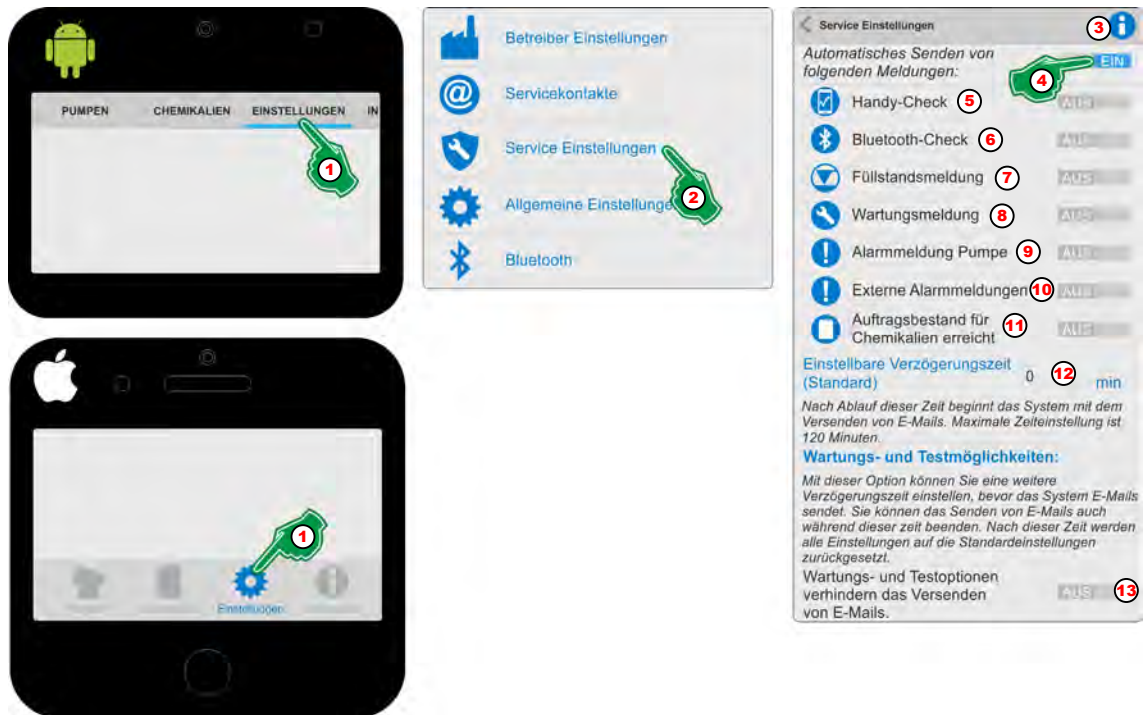 PUMPEN CHEMIKALIEN EINSTELLUNGEN IN
1
Einstellungen
1
Betreiber Einstellungen
@
Servicekontakte
Service Einstellungen
2
Allgemeine Einstellungen
Bluetooth
Service Einstellungen
3
Automatisches Senden von
folgenden Meldungen:
EIN
4
Handy-Check
5
AUS
Bluetooth-Check
6
AUS
Füllstandsmeldung
7
AUS
Wartungsmeldung
8
AUS
Alarmmeldung Pumpe
9
AUS
Externe Alarmmeldungen
10
AUS
Auftragsbestand für
Chemikalien erreicht
11
AUS
Einstellbare Verzögerungszeit
(Standard)
0
12
min
Nach Ablauf dieser Zeit beginnt das System mit dem
Versenden von E-Mails. Maximale Zeiteinstellung ist
120 Minuten.
Wartungs- und Testmöglichkeiten:
Mit dieser Option können Sie eine weitere
Verzögerungszeit einstellen, bevor das System E-Mails
sendet. Sie können das Senden von E-Mails auch
während dieser zeit beenden. Nach dieser Zeit werden
alle Einstellungen auf die Standardeinstellungen
zurückgesetzt.
Wartungs- und Testoptionen
verhindern das Versenden
von E-Mails.
AUS
13